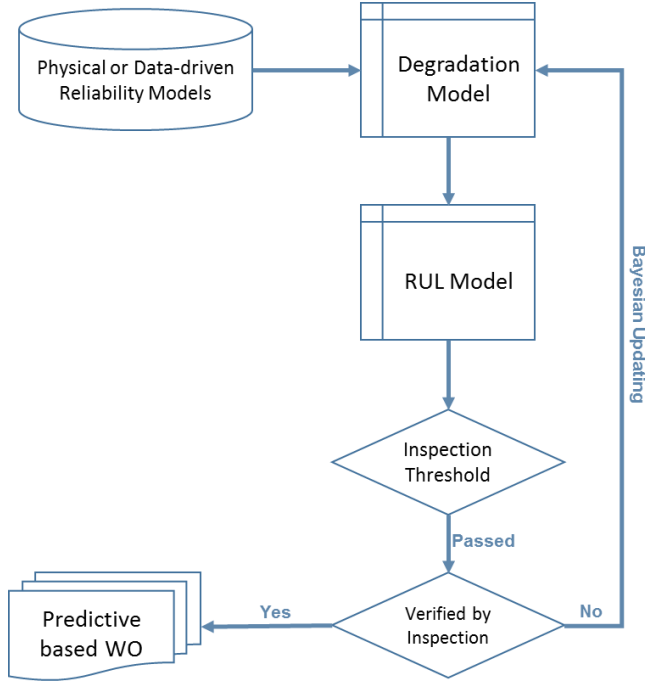 Physical or Data-driven
Reliability Models
Degradation
Model
RUL Model
Bayesian Updating
Inspection
Threshold
Passed
Predictive
based WO
Yes
Verified by
Inspection
No